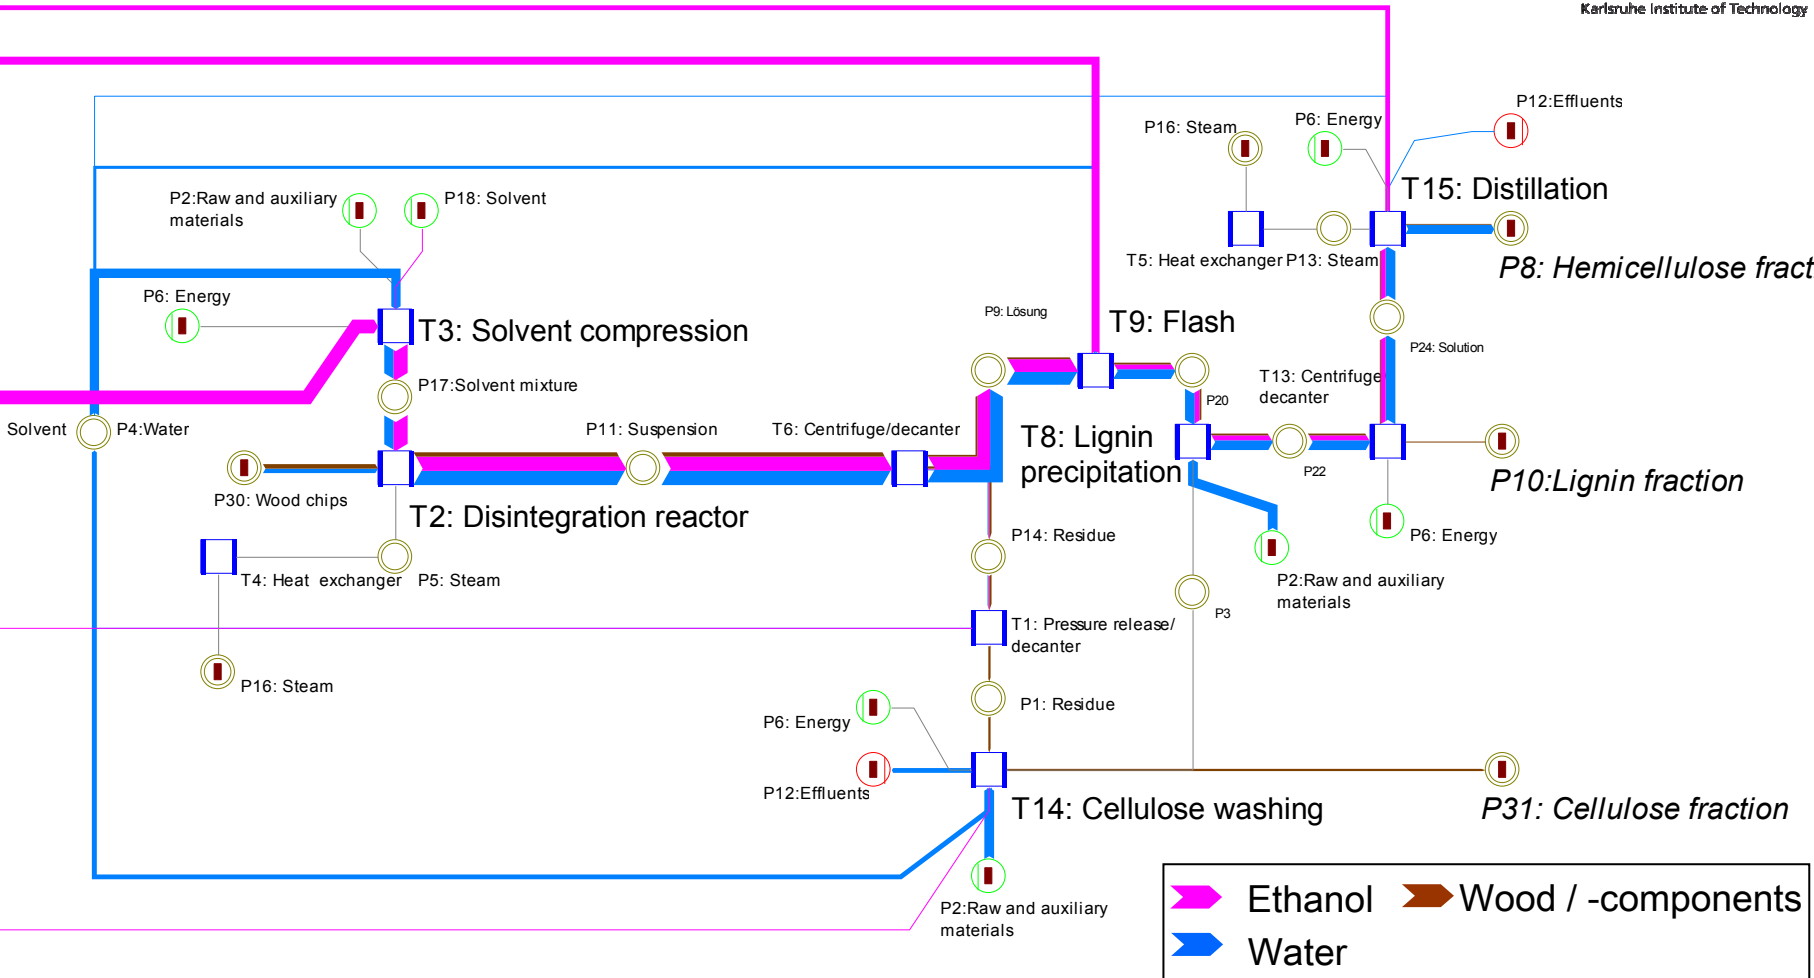 Karlsruhe Institute of Technology
P12:Effluents
P16: Steam
P6: Energy
T15: Distillation
P2:Raw and auxiliary
materials
P18: Solvent
T5: Heat exchanger
P13: Steam
P8: Hemicellulose fract
P6: Energy
T3: Solvent compression
P9: Lösung
T9: Flash
P24: Solution
P17:Solvent mixture
T13: Centrifuge
decanter
P20
Solvent
P4:Water
P11: Suspension
T6: Centrifuge/decanter
T8: Lignin
precipitation
P22
P30: Wood chips
P10:Lignin fraction
T2: Disintegration reactor
P14: Residue
P6: Energy
T4: Heat exchanger
P5: Steam
P2:Raw and auxiliary
materials
P3
T1: Pressure release/
decanter
P16: Steam
P1: Residue
P6: Energy
P12:Effluents
T14: Cellulose washing
P31: Cellulose fraction
P2:Raw and auxiliary
materials
Ethanol
Wood / -components
Water